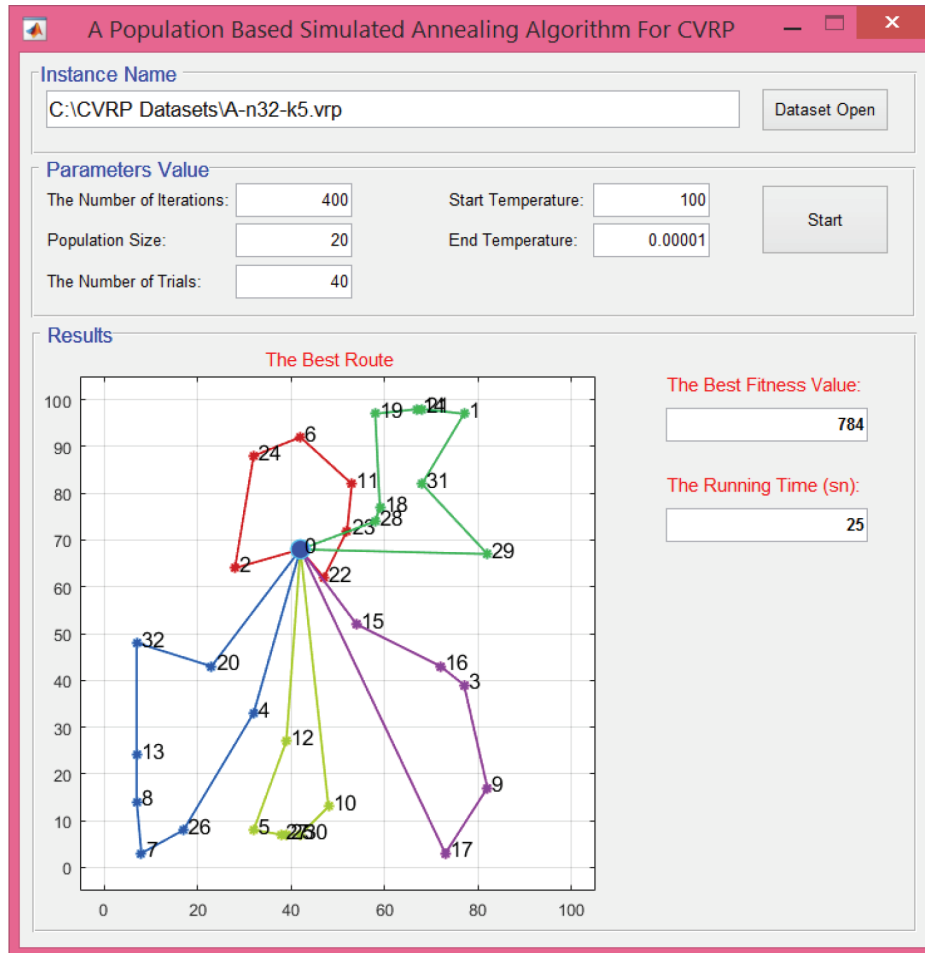 A Population Based Simulated Annealing Algorithm For CVRP
Instance Name
C:\CVRP Datasets\A-n32-k5.vrp
Dataset Open
Parameters Value
The Number of Iterations: 400
Start Temperature: 100
Start
Population Size: 20
End Temperature: 0.00001
The Number of Trials: 40
Results
The Best Route
The Best Fitness Value:
784
The Running Time (sn):
25
100
90
80
70
60
50
40
30
20
10
0
0 20 40 60 80 100
19
1
6
24
11
31
18
28
23
0
29
2
22
15
32
20
16
3
4
12
13
9
8
10
26
5
30
7
17